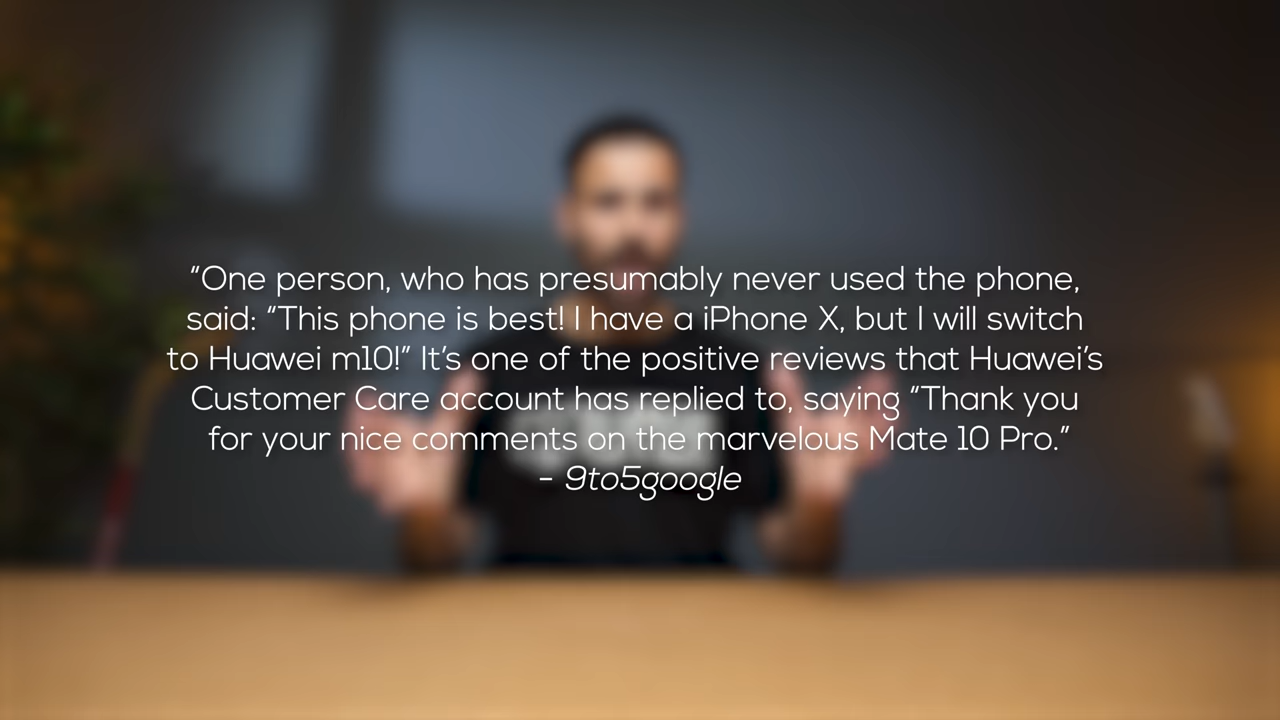 "One person, who has presumably never used the phone,
said: "This phone is best! I have a iPhone X, but I will switch
to Huawei m10!" It's one of the positive reviews that Huawei's
Customer Care account has replied to, saying "Thank you
for your nice comments on the marvelous Mate 10 Pro."
- 9to5google